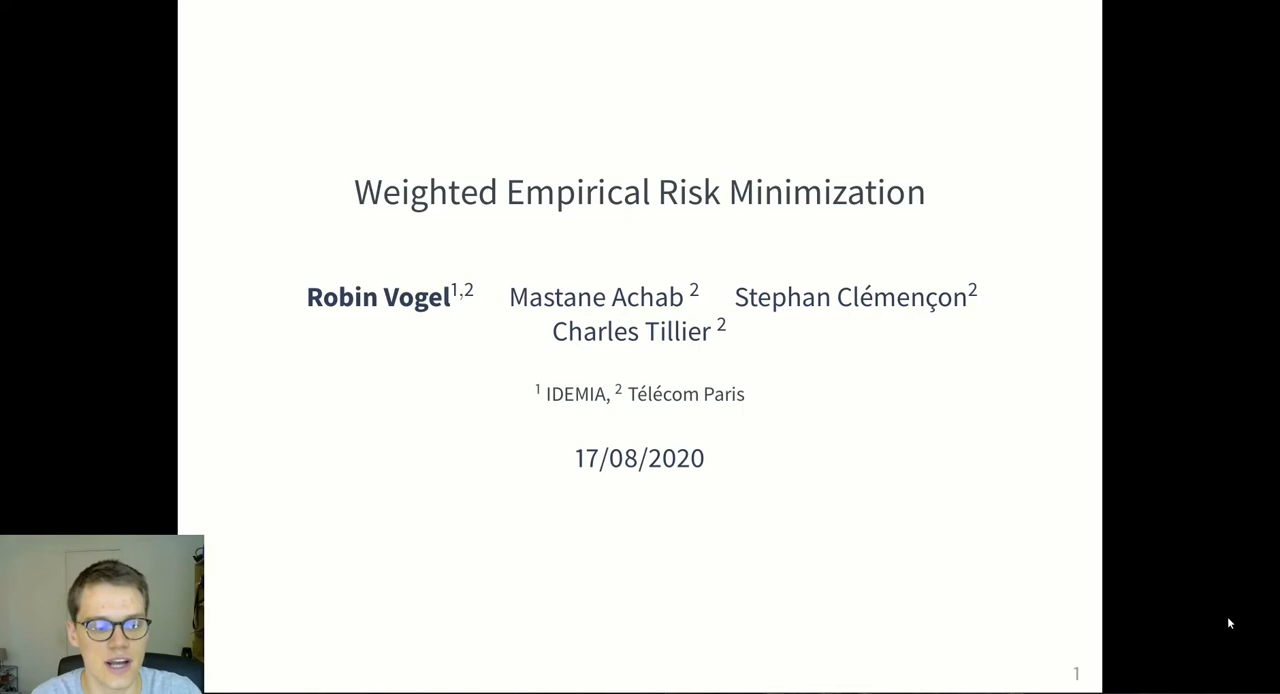 Weighted Empirical Risk Minimization
Robin Vogel1,2 Mastane Achab 2 Stephan Clémençon2
Charles Tillier 2
1 IDEMIA, 2 Télécom Paris
17/08/2020
1